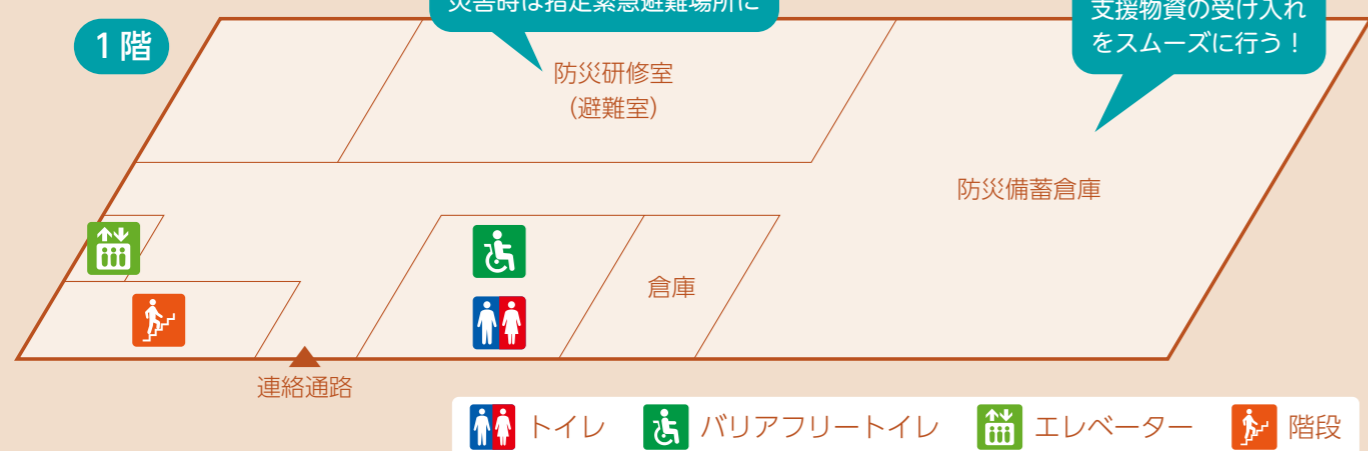 災害時は指定緊急避難場所に
支援物資の受け入れ
をスムーズに行う！
1階
防災研修室
(避難室)
防災備蓄倉庫
倉庫
連絡通路
トイレ
バリアフリートイレ
エレベーター
階段